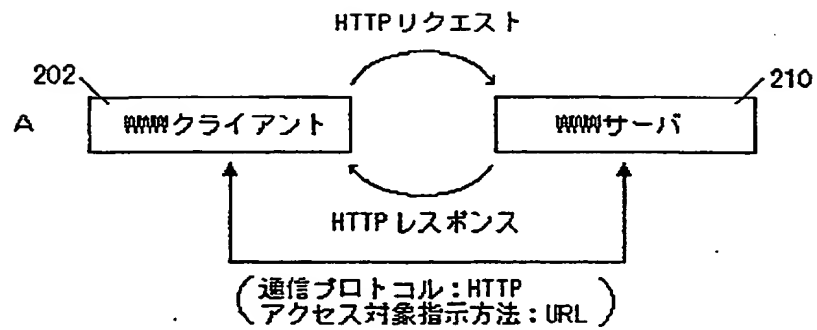 HTTPリクエスト
202
210
A
WWWクライアント
WWWサーバ
HTTPレスポンス
通信プロトコル:HTTP
アクセス対象指示方法:URL